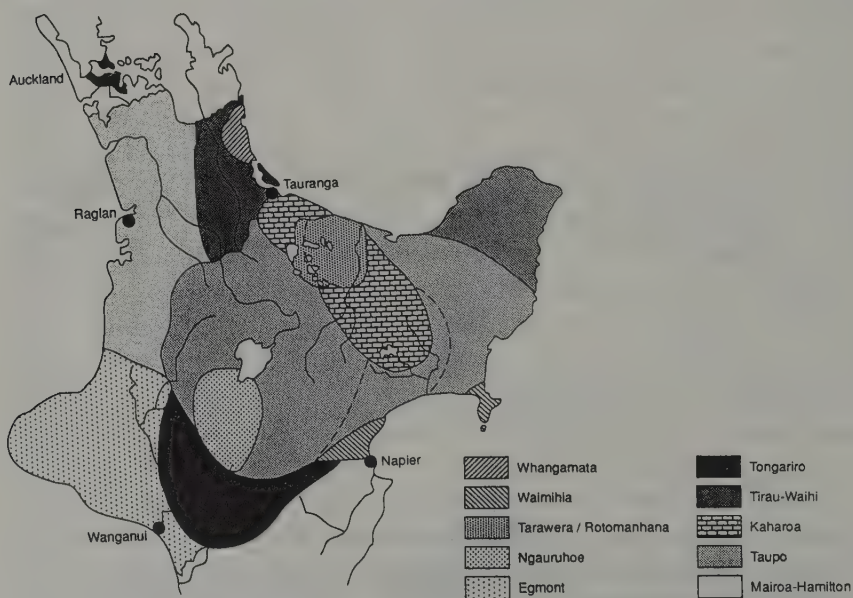 Auckland
Tauranga
Raglan
Napier
Wanganui
Whangamata
Waimihia
Tarawera / Rotomanhana
Ngauruhoe
Egmont
Tongariro
Tirau-Waihi
Kaharoa
Taupo
Mairoa-Hamilton